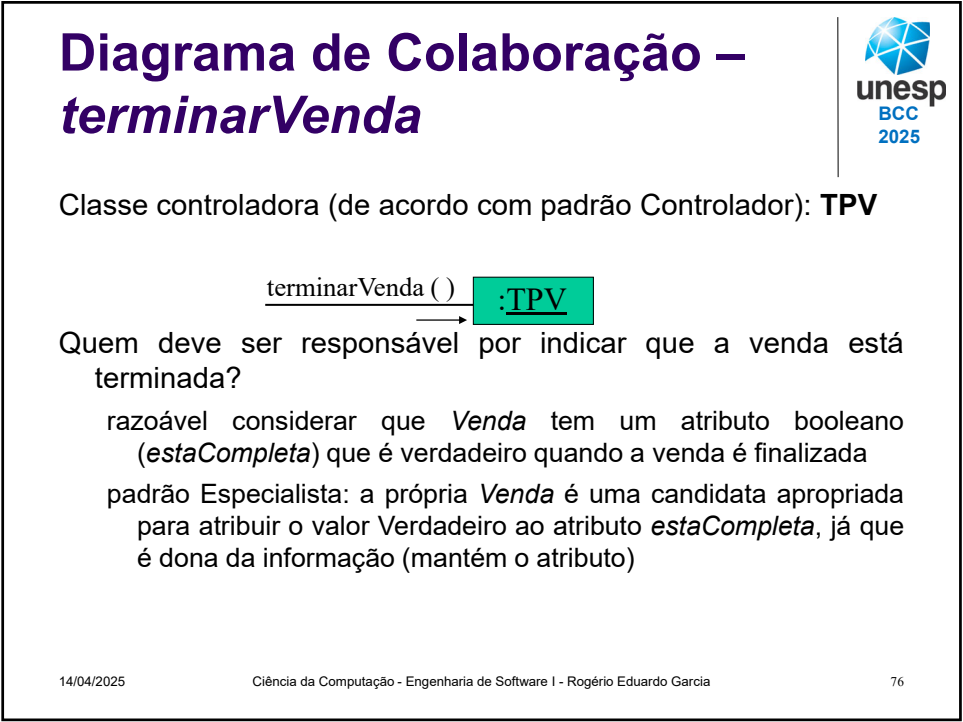 Diagrama de Colaboração –
terminarVenda
unesp
BCC
2025
Classe controladora (de acordo com padrão Controlador): TPV
terminarVenda ( )
:TPV
Quem deve ser responsável por indicar que a venda está
terminada?
razoável considerar que Venda tem um atributo booleano
(estaCompleta) que é verdadeiro quando a venda é finalizada
padrão Especialista: a própria Venda é uma candidata apropriada
para atribuir o valor Verdadeiro ao atributo estaCompleta, já que
é dona da informação (mantém o atributo)
14/04/2025
Ciência da Computação - Engenharia de Software I - Rogério Eduardo Garcia
76